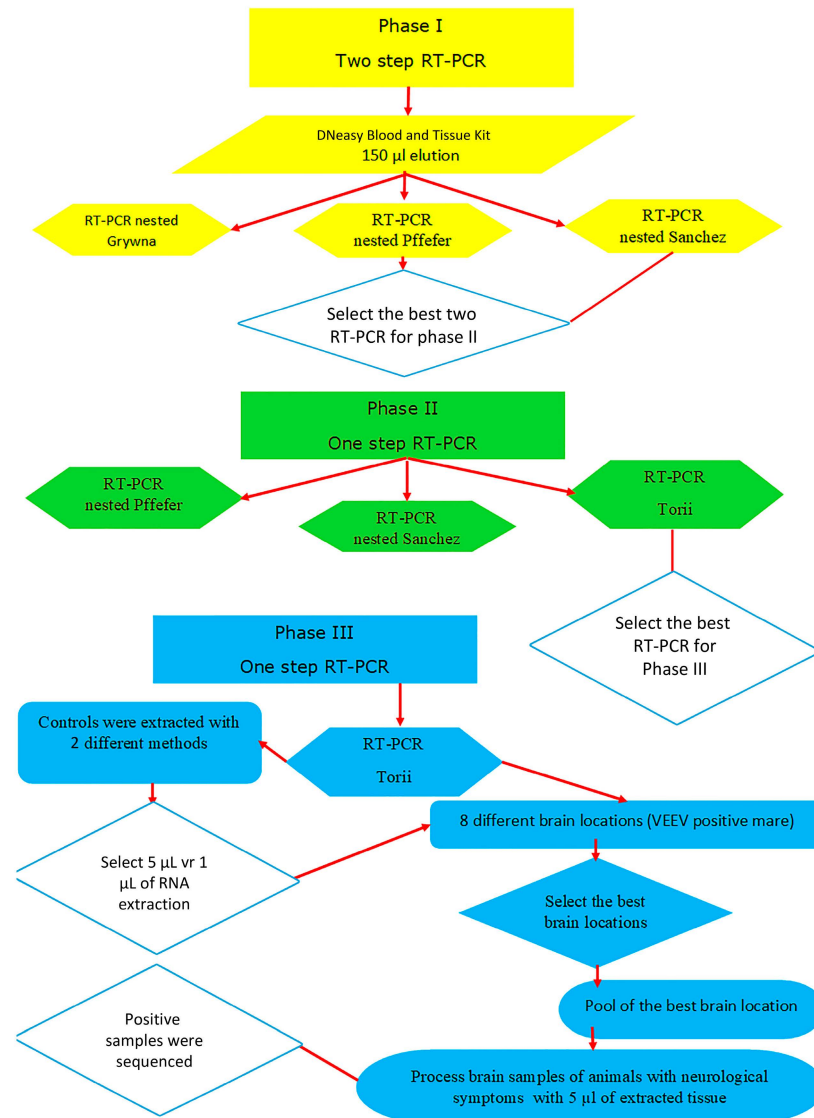 Phase I
Two step RT-PCR
DNeasy Blood and Tissue Kit
150 µl elution
RT-PCR nested
Grywna
RT-PCR
nested Pffefer
RT-PCR
nested Sanchez
Select the best two
RT-PCR for phase II
Phase II
One step RT-PCR
RT-PCR
nested Pffefer
RT-PCR
nested Sanchez
RT-PCR
Torii
Select the best
RT-PCR for
Phase III
Phase III
One step RT-PCR
Controls were extracted with
2 different methods
RT-PCR
Torii
Select 5 µL vr 1
µL of RNA
extraction
8 different brain locations (VEEV positive mare)
Select the best
brain locations
Pool of the best brain location
Positive
samples were
sequenced
Process brain samples of animals with neurological
symptoms with 5 µl of extracted tissue